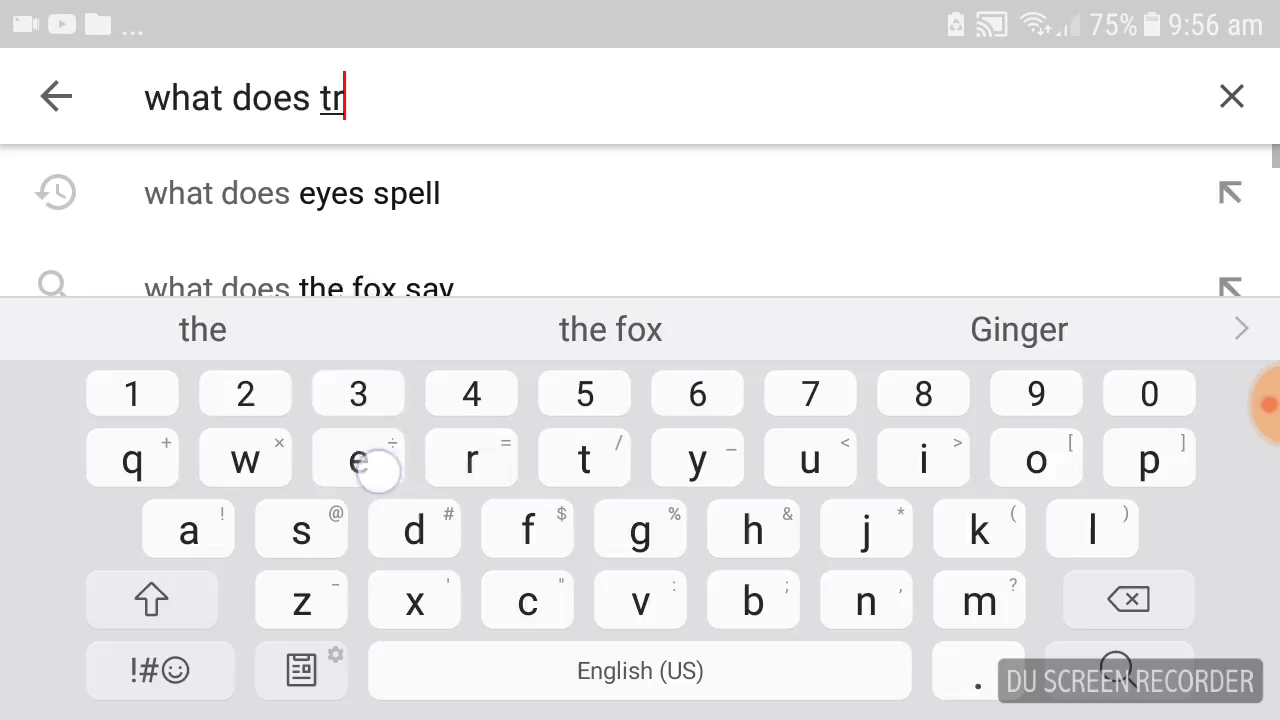 ... 75% 9:56 am
what does tr
what does eyes spell
what does the fox say
the the fox Ginger
1 2 3 4 5 6 7 8 9 0
q + w × e ÷ r = t / y _ u < i > o [ p ]
a ! s @ d # f $ g % h & j * k ( l )
z - x ' c " v : b ; n , m ?
!#☺ English (US) .
DU SCREEN RECORDER